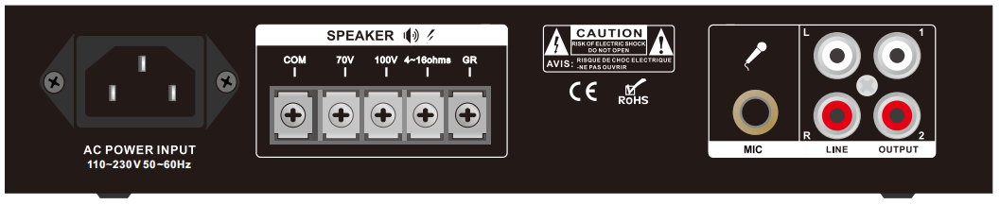 AC POWER INPUT
110~230V 50~60Hz
SPEAKER
COM 70V 100V 4~16ohms GR
CAUTION
RISK OF ELECTRIC SHOCK
DO NOT OPEN
AVIS: RISQUE DE CHOC ELECTRIQUE
-NE PAS OUVRIR
CE
RoHS
MIC
L 1
R 2
LINE OUTPUT